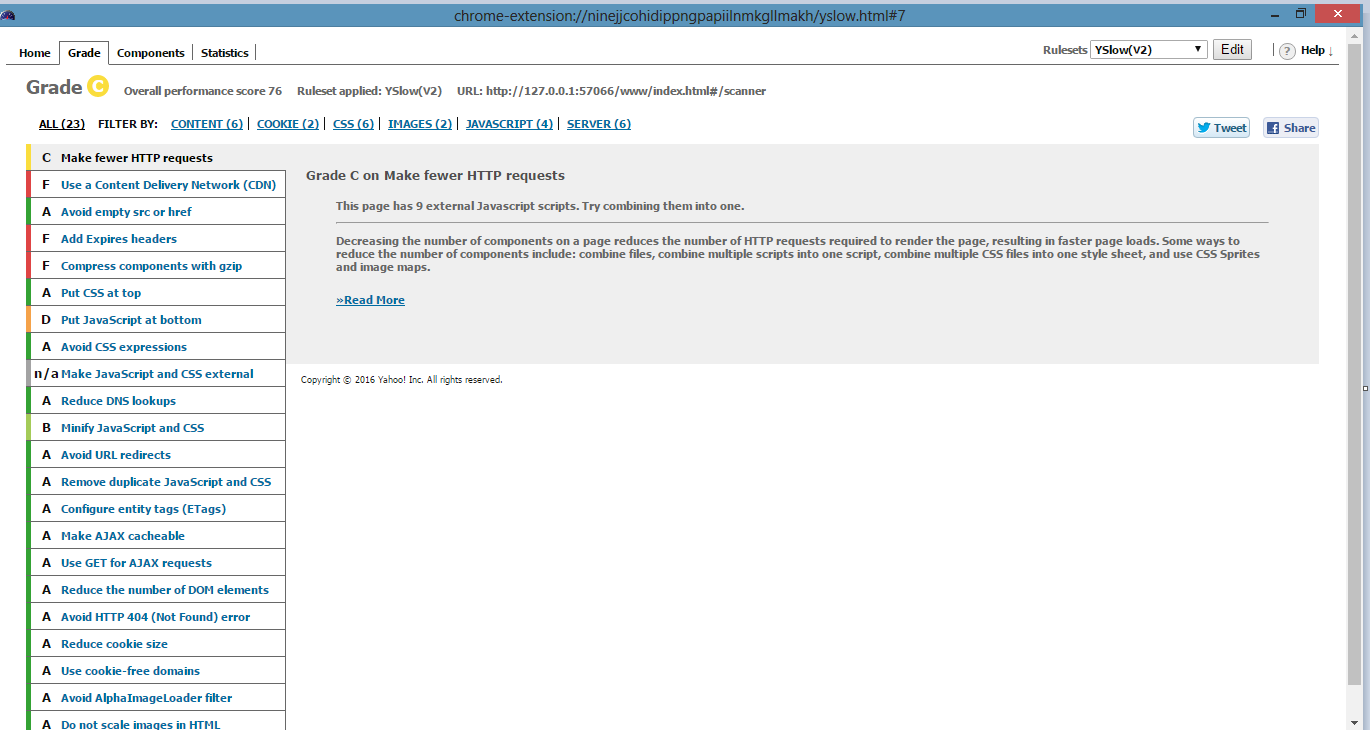 chrome-extension://ninejjcohidippngpapiilnmkgllmakh/yslow.html#7
Home Grade Components Statistics Rulesets YSlow(V2) Edit ? Help ↓
Grade C Overall performance score 76 Ruleset applied: YSlow(V2) URL: http://127.0.0.1:57066/www/index.html#/scanner
ALL (23) FILTER BY: CONTENT (6) COOKIE (2) CSS (6) IMAGES (2) JAVASCRIPT (4) SERVER (6)
Tweet Share
C Make fewer HTTP requests
F Use a Content Delivery Network (CDN)
A Avoid empty src or href
F Add Expires headers
F Compress components with gzip
A Put CSS at top
D Put JavaScript at bottom
A Avoid CSS expressions
n/a Make JavaScript and CSS external
A Reduce DNS lookups
B Minify JavaScript and CSS
A Avoid URL redirects
A Remove duplicate JavaScript and CSS
A Configure entity tags (ETags)
A Make AJAX cacheable
A Use GET for AJAX requests
A Reduce the number of DOM elements
A Avoid HTTP 404 (Not Found) error
A Reduce cookie size
A Use cookie-free domains
A Avoid AlphaImageLoader filter
A Do not scale images in HTML
Grade C on Make fewer HTTP requests
This page has 9 external Javascript scripts. Try combining them into one.
Decreasing the number of components on a page reduces the number of HTTP requests required to render the page, resulting in faster page loads. Some ways to
reduce the number of components include: combine files, combine multiple scripts into one script, combine multiple CSS files into one style sheet, and use CSS Sprites
and image maps.
»Read More
Copyright © 2016 Yahoo! Inc. All rights reserved.